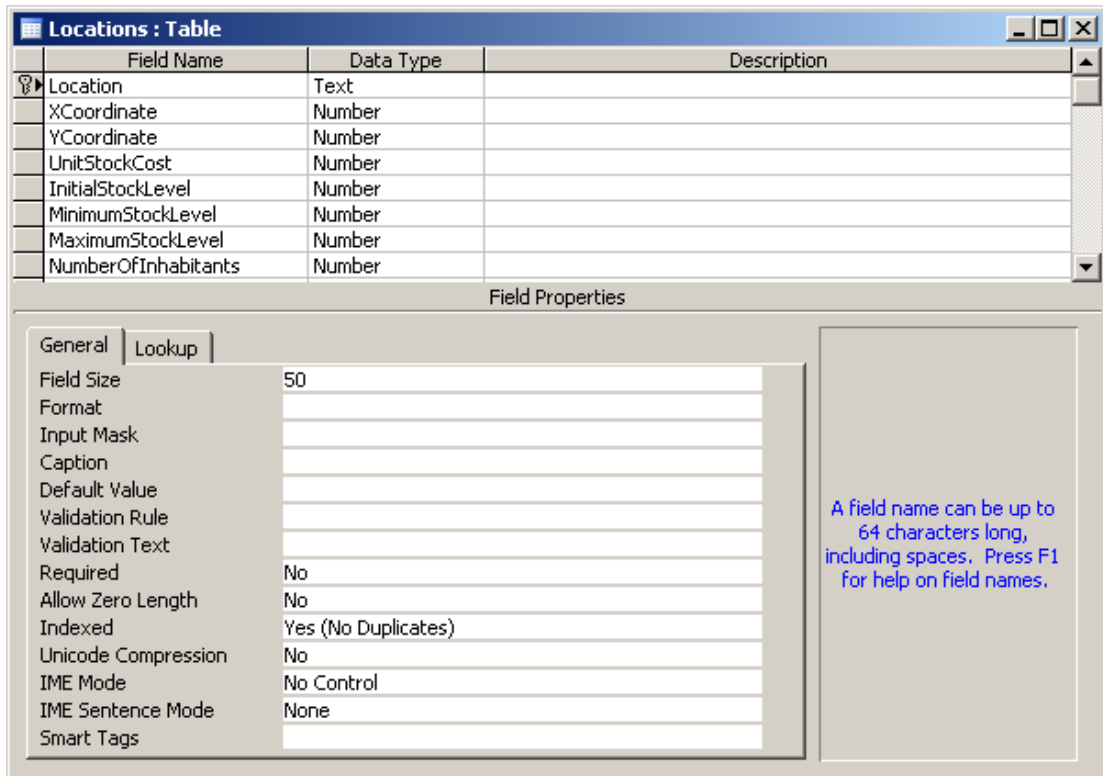 Locations : Table
Field Name Data Type Description
Location Text
XCoordinate Number
YCoordinate Number
UnitStockCost Number
InitialStockLevel Number
MinimumStockLevel Number
MaximumStockLevel Number
NumberOfInhabitants Number
Field Properties
General Lookup
Field Size 50
Format
Input Mask
Caption
Default Value
Validation Rule
Validation Text
Required No
Allow Zero Length No
Indexed Yes (No Duplicates)
Unicode Compression No
IME Mode No Control
IME Sentence Mode None
Smart Tags
A field name can be up to
64 characters long,
including spaces. Press F1
for help on field names.